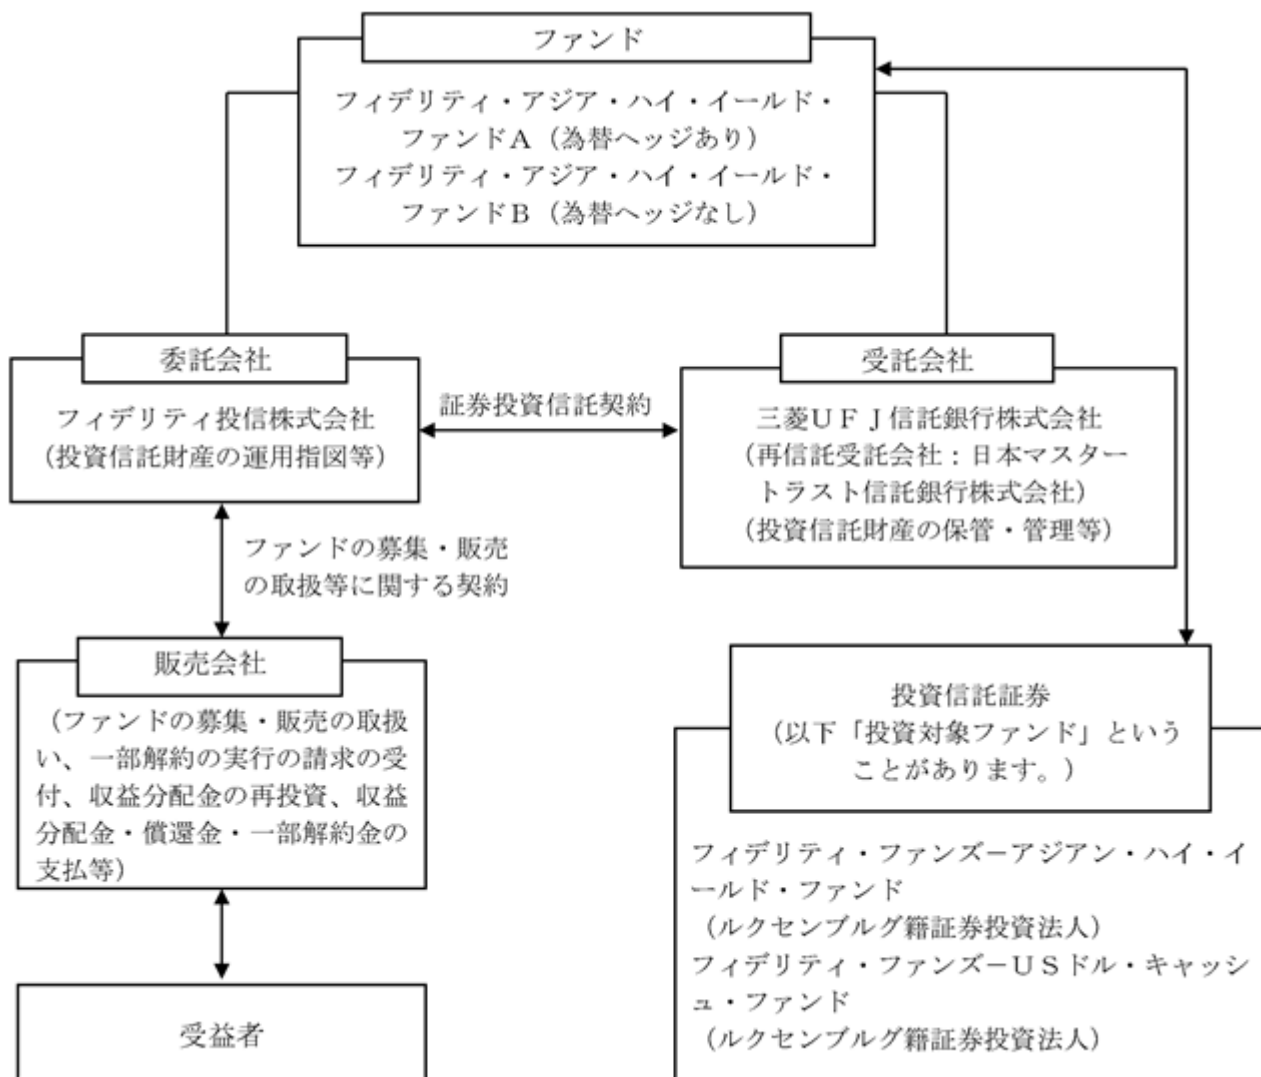 ファンド
フィデリティ・アジア・ハイ・イールド・
ファンドA（為替ヘッジあり）
フィデリティ・アジア・ハイ・イールド・
ファンドB（為替ヘッジなし）
委託会社
フィデリティ投信株式会社
（投資信託財産の運用指図等）
証券投資信託契約
受託会社
三菱UFJ信託銀行株式会社
（再信託受託会社：日本マスター
トラスト信託銀行株式会社）
（投資信託財産の保管・管理等）
ファンドの募集・販売
の取扱等に関する契約
販売会社
（ファンドの募集・販売の取扱
い、一部解約の実行の請求の受
付、収益分配金の再投資、収益
分配金・償還金・一部解約金の
支払等）
受益者
投資信託証券
（以下「投資対象ファンド」という
ことがあります。）
フィデリティ・ファンズ－アジアン・ハイ・イ
ールド・ファンド
（ルクセンブルグ籍証券投資法人）
フィデリティ・ファンズ－USドル・キャッシ
ュ・ファンド
（ルクセンブルグ籍証券投資法人）